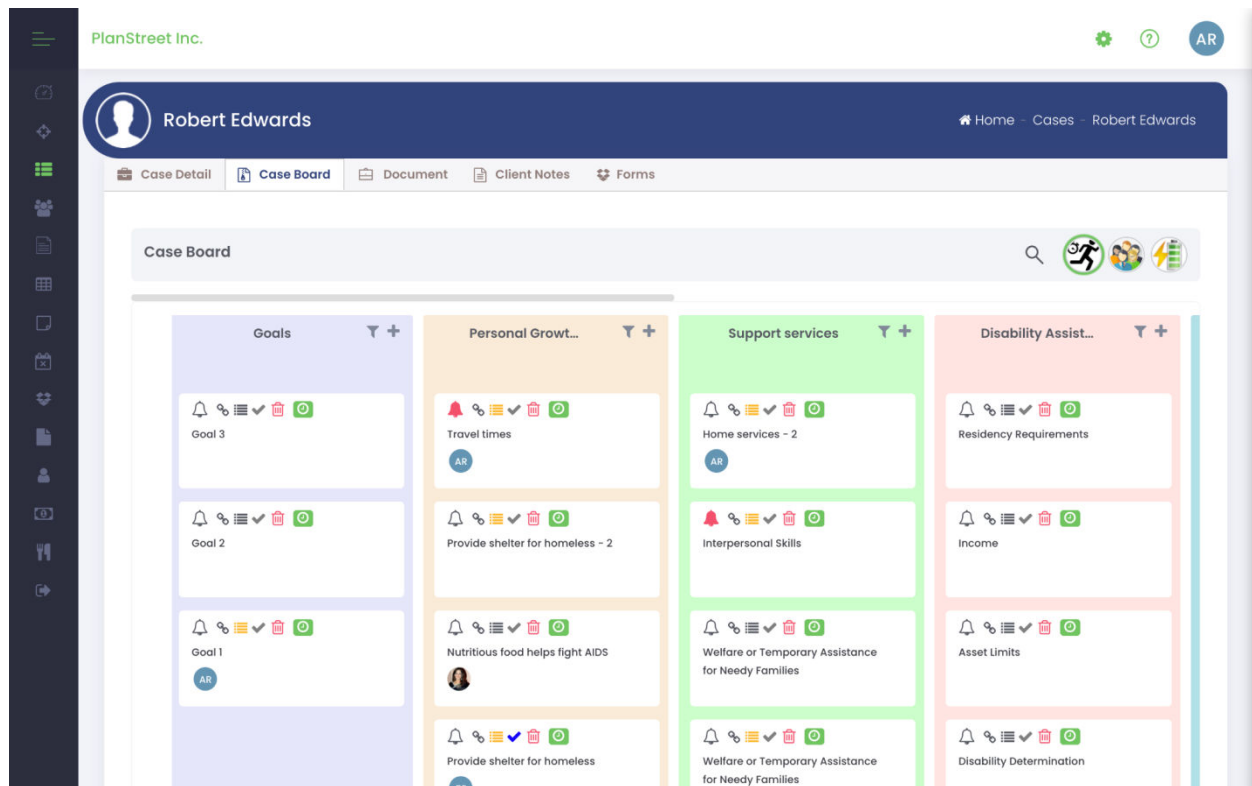 PlanStreet Inc.
AR
Robert Edwards
Home - Cases - Robert Edwards
Case Detail
Case Board
Document
Client Notes
Forms
Case Board
Goals
Goal 3
Goal 2
Goal 1
AR
Personal Growt...
Travel times
AR
Provide shelter for homeless - 2
Nutritious food helps fight AIDS
Provide shelter for homeless
Support services
Home services - 2
AR
Interpersonal Skills
Welfare or Temporary Assistance
for Needy Families
Welfare or Temporary Assistance
for Needy Families
Disability Assist...
Residency Requirements
Income
Asset Limits
Disability Determination